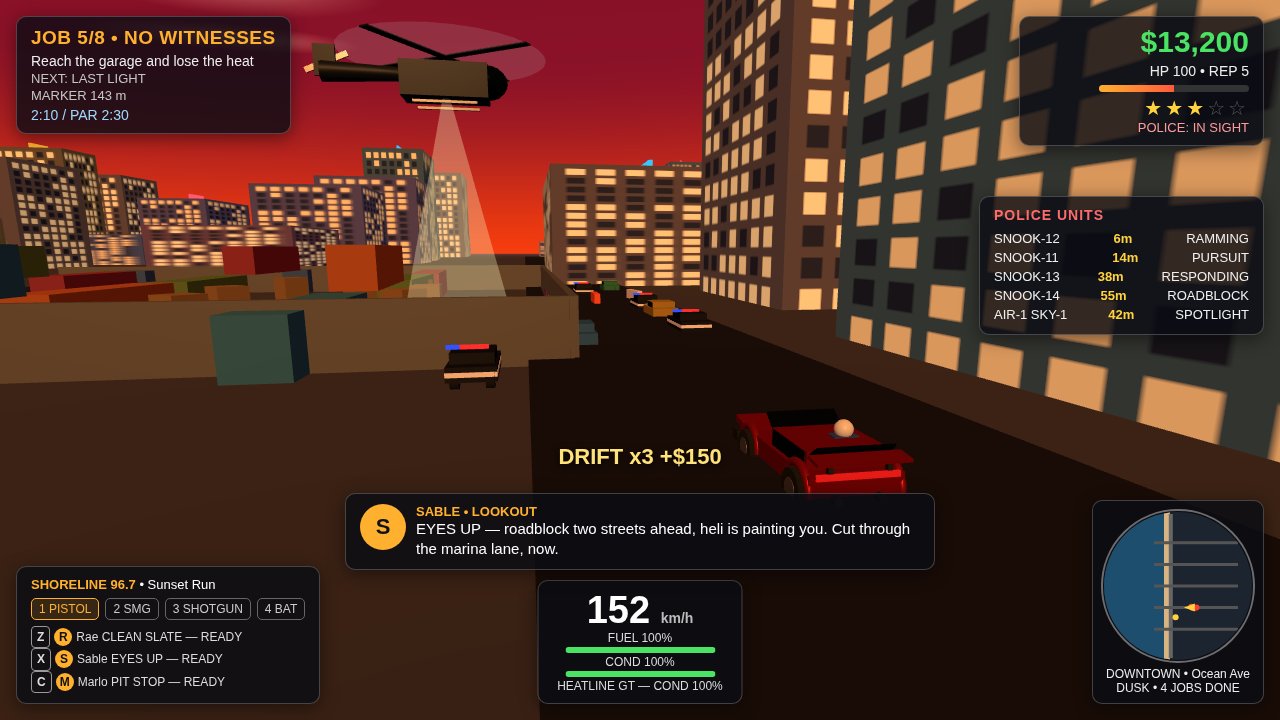 JOB 5/8 • NO WITNESSES
Reach the garage and lose the heat
NEXT: LAST LIGHT
MARKER 143 m
2:10 / PAR 2:30
$13,200
HP 100 • REP 5
★★★☆☆
POLICE: IN SIGHT
POLICE UNITS
SNOOK-12 6m RAMMING
SNOOK-11 14m PURSUIT
SNOOK-13 38m RESPONDING
SNOOK-14 55m ROADBLOCK
AIR-1 SKY-1 42m SPOTLIGHT
DRIFT x3 +$150
S
SABLE • LOOKOUT
EYES UP — roadblock two streets ahead, heli is painting you. Cut through
the marina lane, now.
SHORELINE 96.7 • Sunset Run
1 PISTOL 2 SMG 3 SHOTGUN 4 BAT
Z R Rae CLEAN SLATE — READY
X S Sable EYES UP — READY
C M Marlo PIT STOP — READY
152 km/h
FUEL 100%
COND 100%
HEATLINE GT — COND 100%
DOWNTOWN • Ocean Ave
DUSK • 4 JOBS DONE